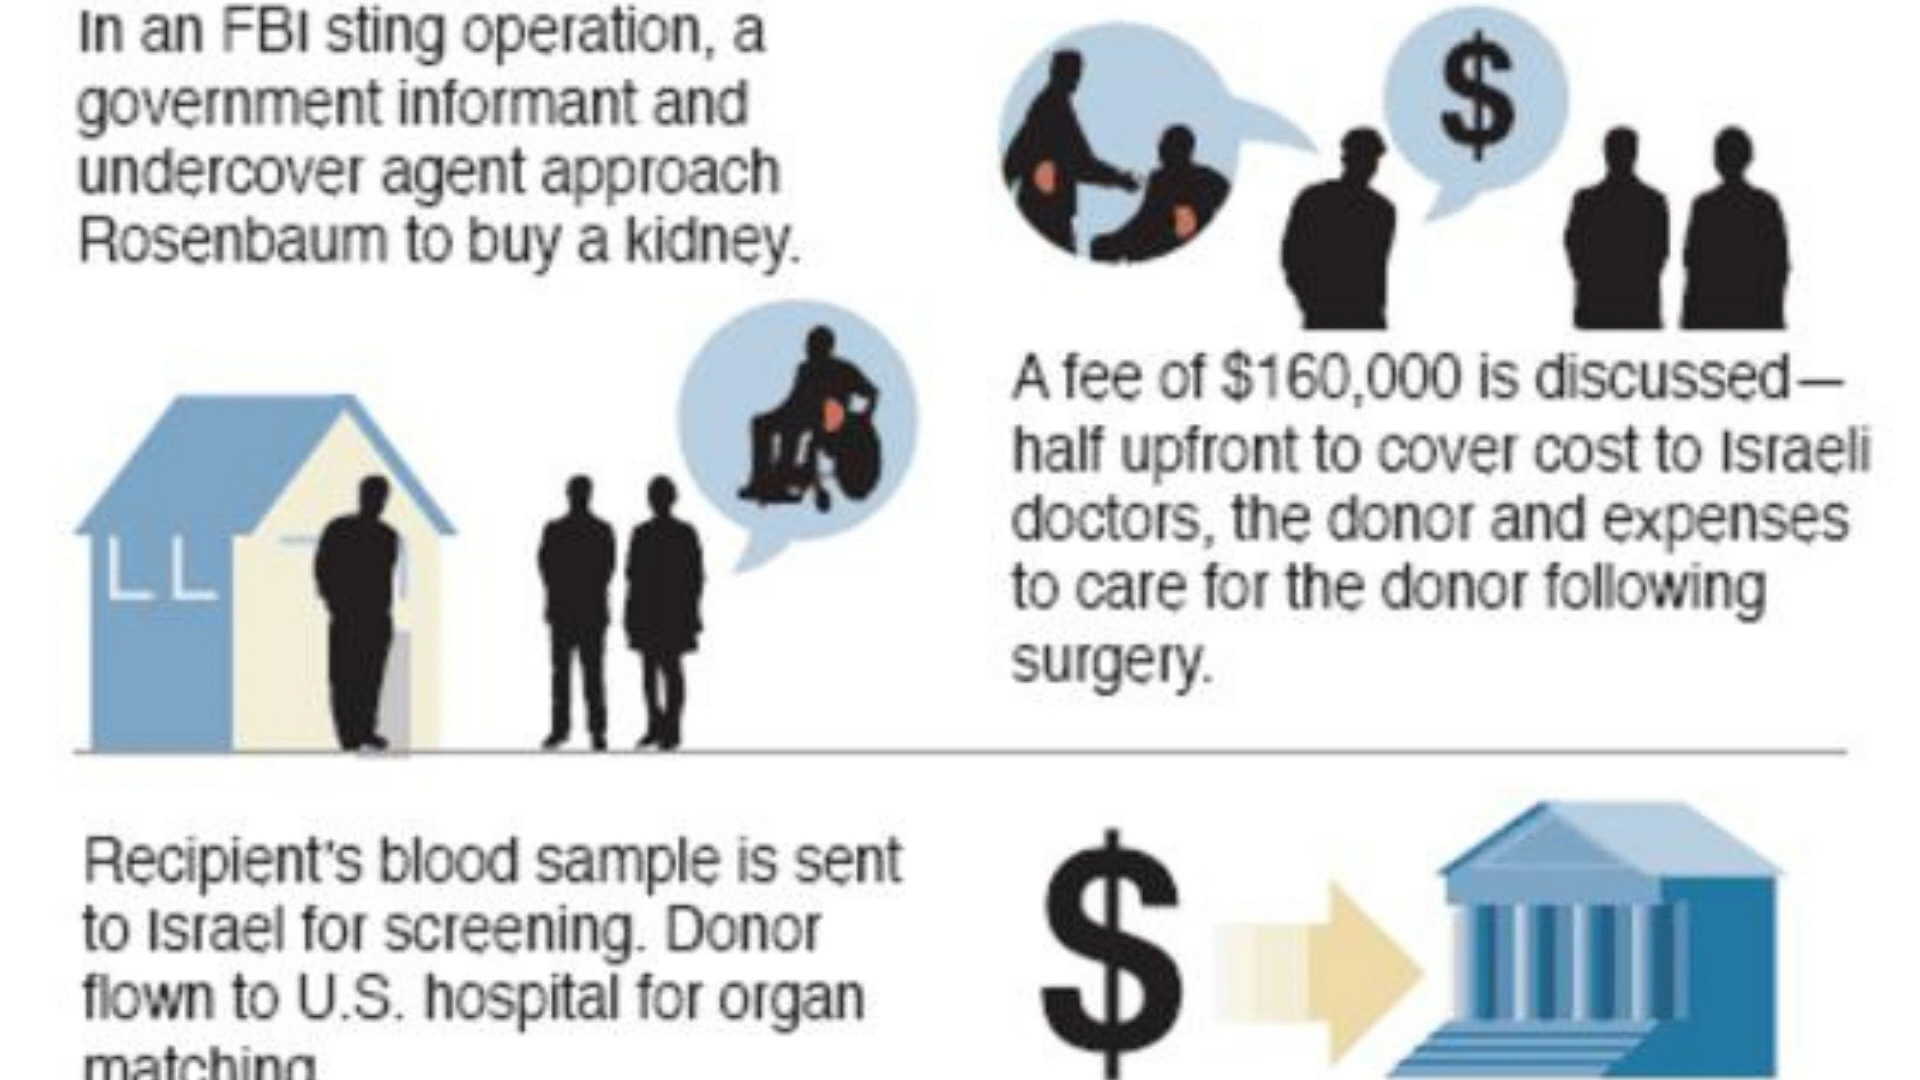 In an FBI sting operation, a
government informant and
undercover agent approach
Rosenbaum to buy a kidney.
$
A fee of $160,000 is discussed—
half upfront to cover cost to Israeli
doctors, the donor and expenses
to care for the donor following
surgery.
Recipient's blood sample is sent
to Israel for screening. Donor
flown to U.S. hospital for organ
matching
$